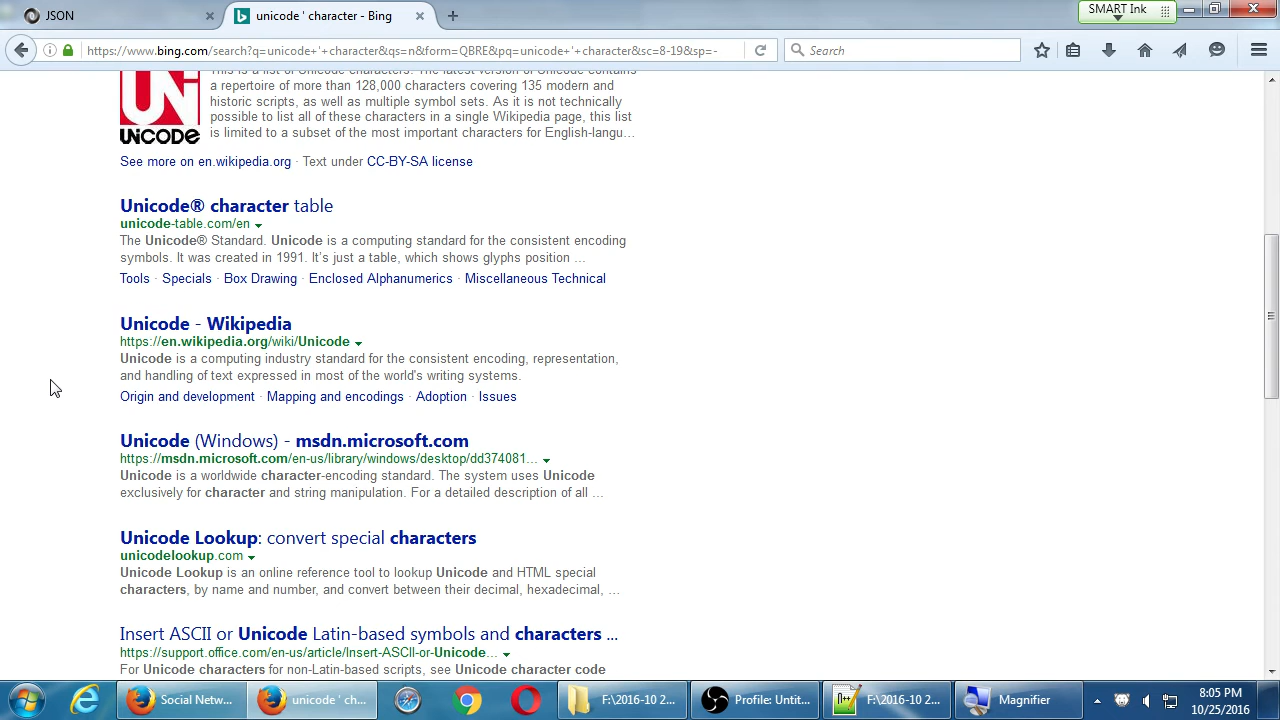 JSON
unicode ' character - Bing
SMART Ink
https://www.bing.com/search?q=unicode+'+character&qs=n&form=QBRE&pq=unicode+'+character&sc=8-19&sp=-
Search
This is a list of Unicode characters. The latest version of Unicode contains
a repertoire of more than 128,000 characters covering 135 modern and
historic scripts, as well as multiple symbol sets. As it is not technically
possible to list all of these characters in a single Wikipedia page, this list
is limited to a subset of the most important characters for English-langu…
UNICODE
See more on en.wikipedia.org · Text under CC-BY-SA license
Unicode® character table
unicode-table.com/en
The Unicode® Standard. Unicode is a computing standard for the consistent encoding
symbols. It was created in 1991. It's just a table, which shows glyphs position ...
Tools · Specials · Box Drawing · Enclosed Alphanumerics · Miscellaneous Technical
Unicode - Wikipedia
https://en.wikipedia.org/wiki/Unicode
Unicode is a computing industry standard for the consistent encoding, representation,
and handling of text expressed in most of the world's writing systems.
Origin and development · Mapping and encodings · Adoption · Issues
Unicode (Windows) - msdn.microsoft.com
https://msdn.microsoft.com/en-us/library/windows/desktop/dd374081...
Unicode is a worldwide character-encoding standard. The system uses Unicode
exclusively for character and string manipulation. For a detailed description of all ...
Unicode Lookup: convert special characters
unicodelookup.com
Unicode Lookup is an online reference tool to lookup Unicode and HTML special
characters, by name and number, and convert between their decimal, hexadecimal, ...
Insert ASCII or Unicode Latin-based symbols and characters ...
https://support.office.com/en-us/article/Insert-ASCII-or-Unicode...
For Unicode characters for non-Latin-based scripts, see Unicode character code
Social Netw...
unicode ' ch...
F:\2016-10 2...
Profile: Untit...
F:\2016-10 2...
Magnifier
8:05 PM
10/25/2016